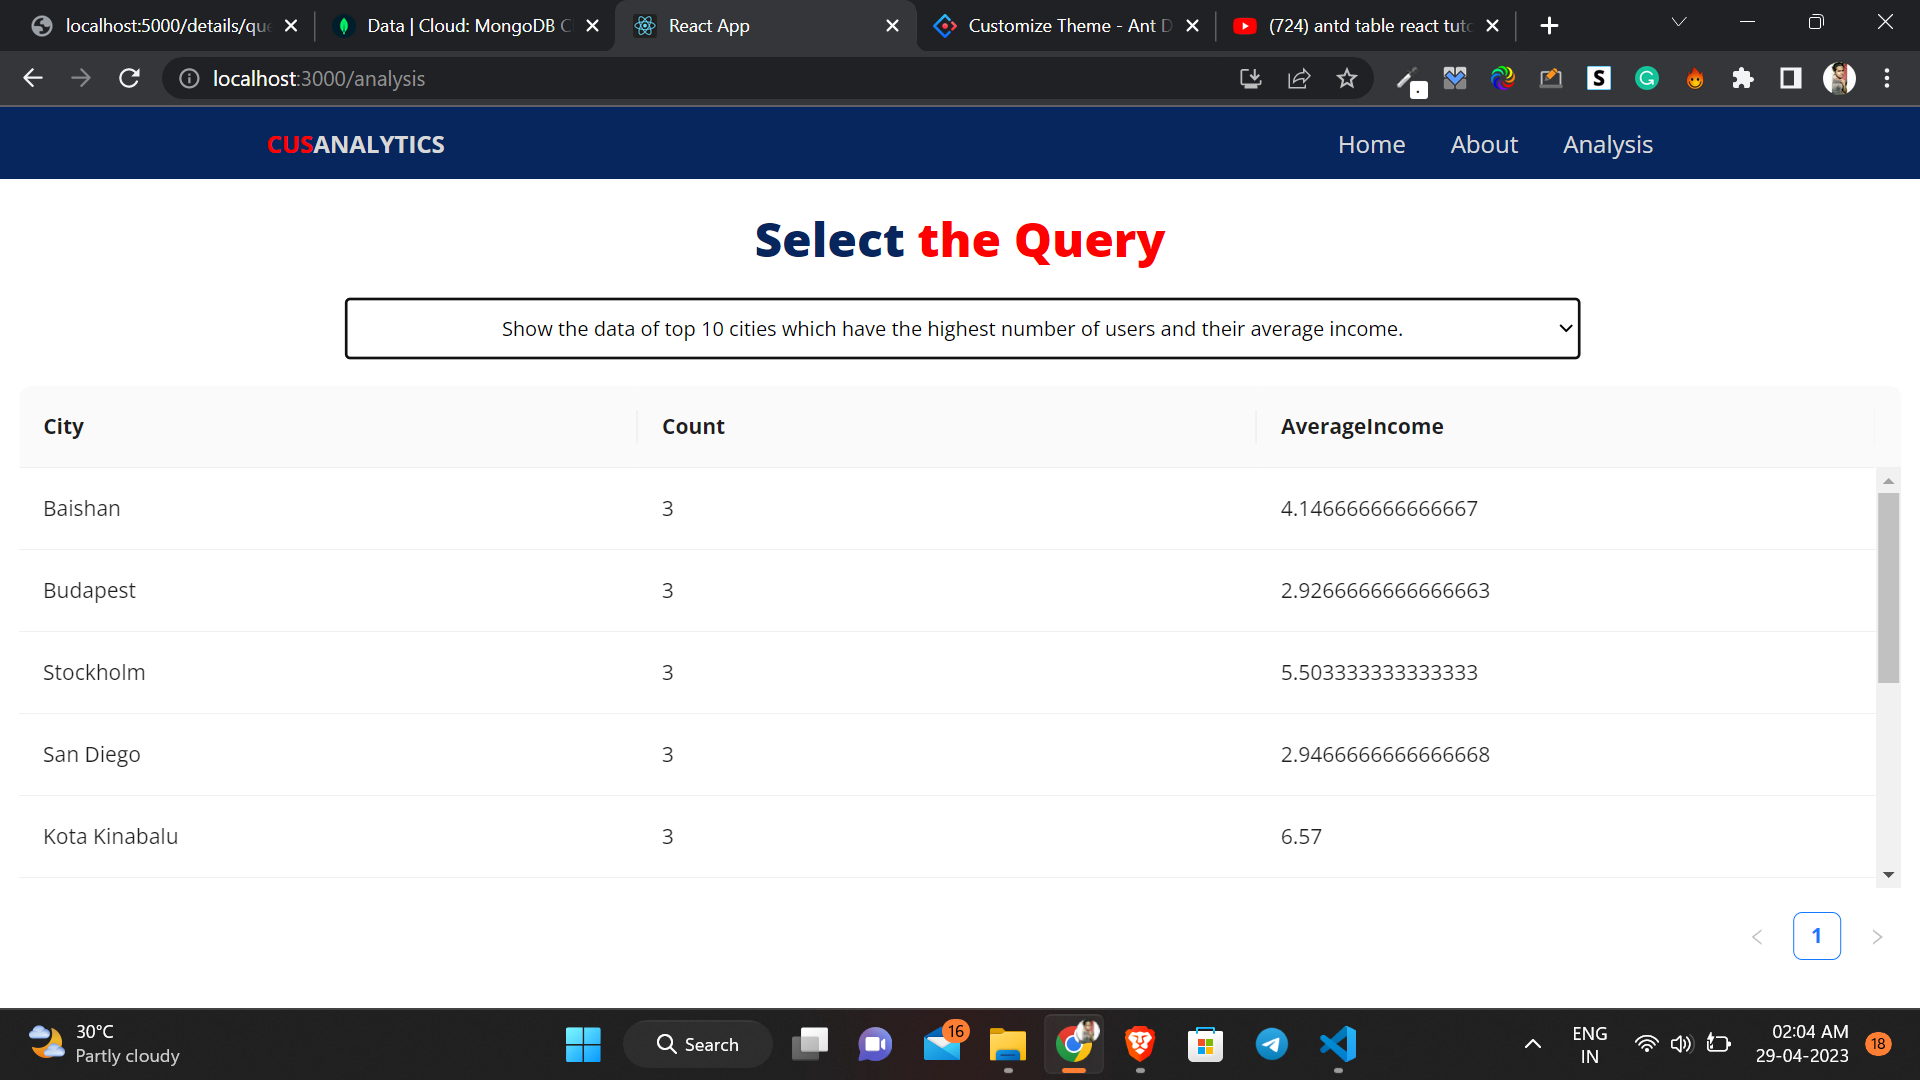 localhost:5000/details/que
Data | Cloud: MongoDB C
React App
Customize Theme - Ant D
(724) antd table react tuto
localhost:3000/analysis
CUSANALYTICS
Home
About
Analysis
Select the Query
Show the data of top 10 cities which have the highest number of users and their average income.
City Count AverageIncome
Baishan 3 4.146666666666667
Budapest 3 2.9266666666666663
Stockholm 3 5.503333333333333
San Diego 3 2.9466666666666668
Kota Kinabalu 3 6.57
1
30°C
Partly cloudy
Search
16
ENG
IN
02:04 AM
29-04-2023
18